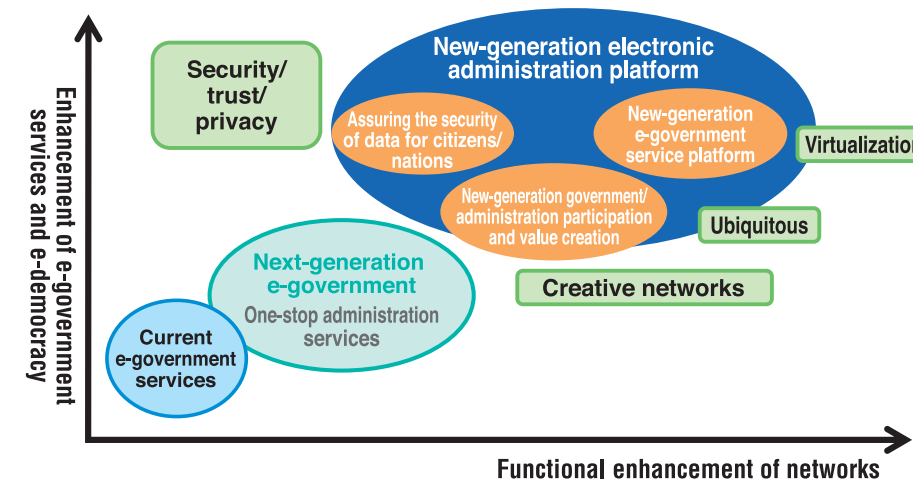 New-generation electronic
administration platform
Security/
trust/
privacy
Assuring the security
of data for citizens/
nations
New-generation
e-government
service platform
Virtualization
New-generation government/
administration participation
and value creation
Ubiquitous
Creative networks
Next-generation
e-government
One-stop administration
services
Current
e-government
services
Enhancement of e-government
services and e-democracy
Functional enhancement of networks